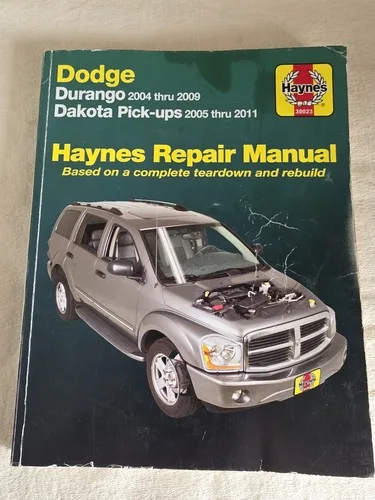 Dodge
Durango 2004 thru 2009
Dakota Pick-ups 2005 thru 2011
Haynes
38023
Haynes Repair Manual
Based on a complete teardown and rebuild